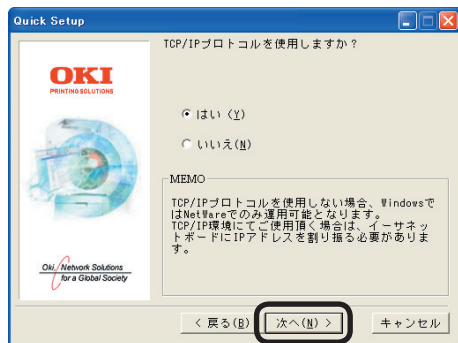 Quick Setup
TCP/IPプロトコルを使用しますか？
OKI
PRINTING SOLUTIONS
はい (Y)
いいえ(N)
MEMO
TCP/IPプロトコルを使用しない場合、Windowsで
はNetWareでのみ運用可能となります。
TCP/IP環境にてご使用頂く場合は、イーサネッ
トボードにIPアドレスを割り振る必要がありま
す。
Oki, Network Solutions
for a Global Society
< 戻る(B)
次へ(N) >
キャンセル